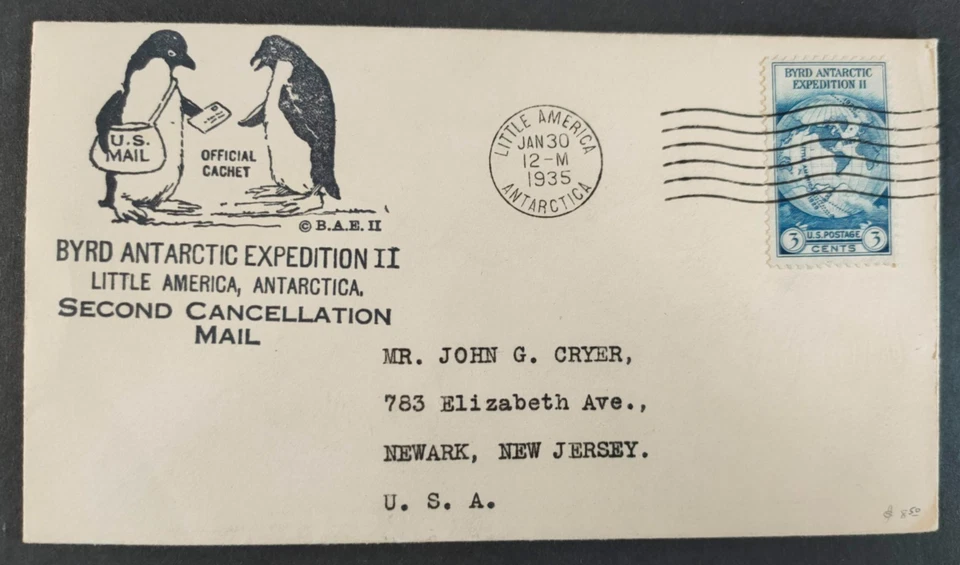 U.S.
MAIL
OFFICIAL
CACHET
© B.A.E. II
BYRD ANTARCTIC EXPEDITION II
LITTLE AMERICA, ANTARCTICA.
SECOND CANCELLATION
MAIL
LITTLE AMERICA
JAN 30
12-M
1935
ANTARCTICA
BYRD ANTARCTIC
EXPEDITION II
U.S. POSTAGE
3 CENTS 3
MR. JOHN G. CRYER,
783 Elizabeth Ave.,
NEWARK, NEW JERSEY.
U. S. A.
$ 8.50